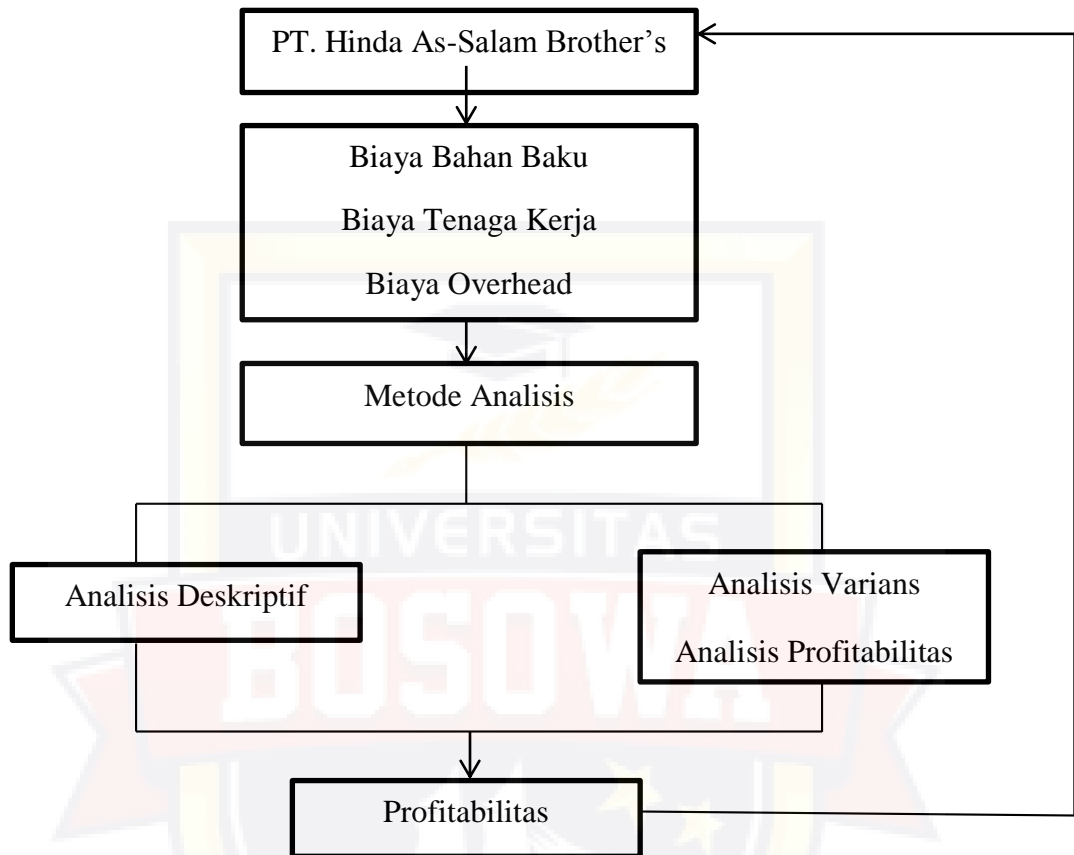 PT. Hinda As-Salam Brother’s
Biaya Bahan Baku
Biaya Tenaga Kerja
Biaya Overhead
Metode Analisis
UNIVERSITAS
BOSOWA
Analisis Deskriptif
Analisis Varians
Analisis Profitabilitas
Profitabilitas